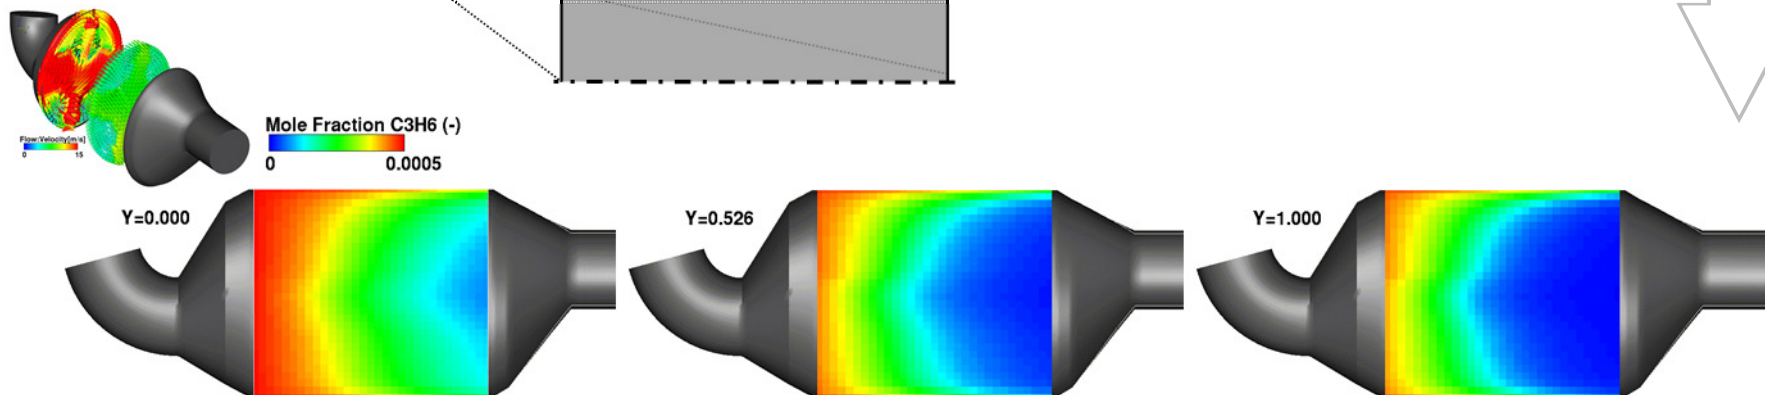 Flow:Velocity[m/s]
0 15
Mole Fraction C3H6 (-)
0 0.0005
Y=0.000 Y=0.526 Y=1.000